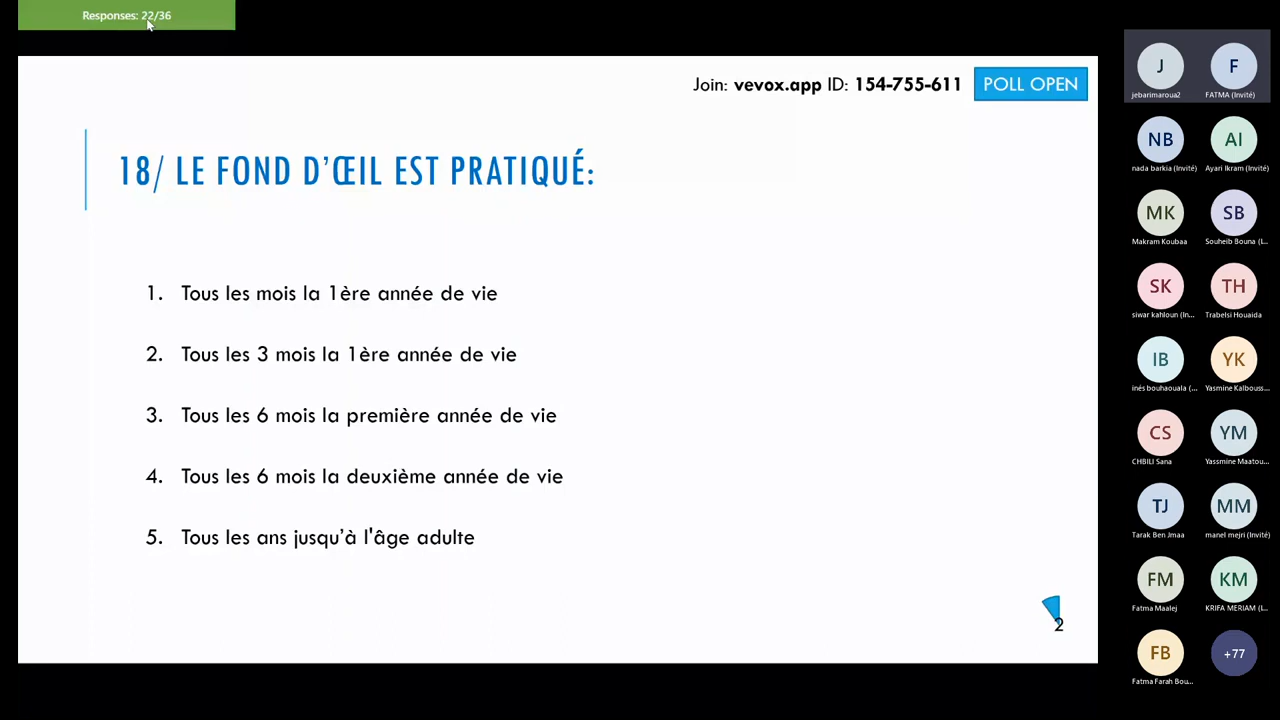 Responses: 22/36
Join: vevox.app ID: 154-755-611 POLL OPEN
18/ LE FOND D’ŒIL EST PRATIQUÉ:
1. Tous les mois la 1ère année de vie
2. Tous les 3 mois la 1ère année de vie
3. Tous les 6 mois la première année de vie
4. Tous les 6 mois la deuxième année de vie
5. Tous les ans jusqu’à l'âge adulte
2
J F
jebarimaroua2 FATMA (Invité)
NB AI
nada barkia (Invité) Ayari Ikram (Invité)
MK SB
Makram Koubaa Souheib Bouna (L...
SK TH
siwar kahloun (In... Trabelsi Houaida
IB YK
inés bouhaouala (... Yasmine Kalbouss...
CS YM
CHBILI Sana Yassmine Maatou...
TJ MM
Tarak Ben Jmaa manel mejri (Invité)
FM KM
Fatma Maalej KRIFA MERIAM (L...
FB +77
Fatma Farah Bou...